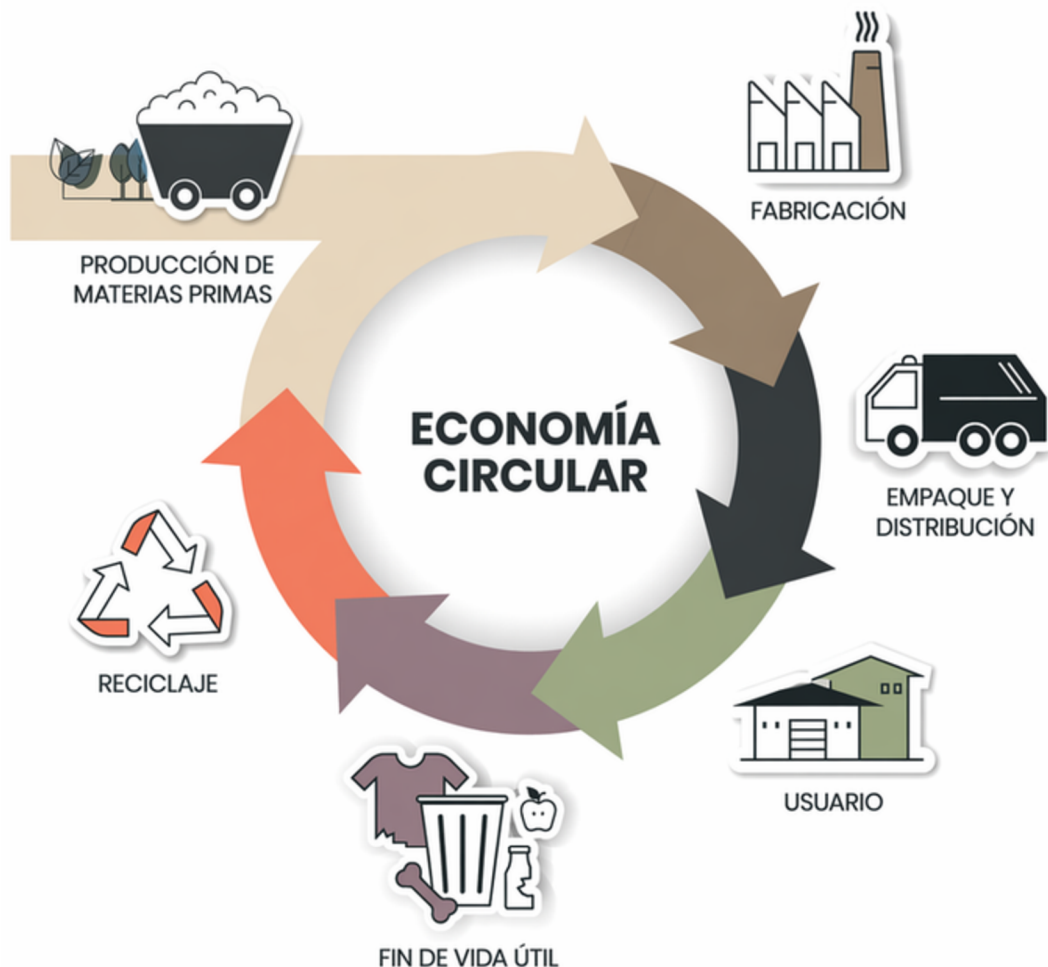 FABRICACIÓN
PRODUCCIÓN DE
MATERIAS PRIMAS
ECONOMÍA
CIRCULAR
EMPAQUE Y
DISTRIBUCIÓN
RECICLAJE
USUARIO
FIN DE VIDA ÚTIL